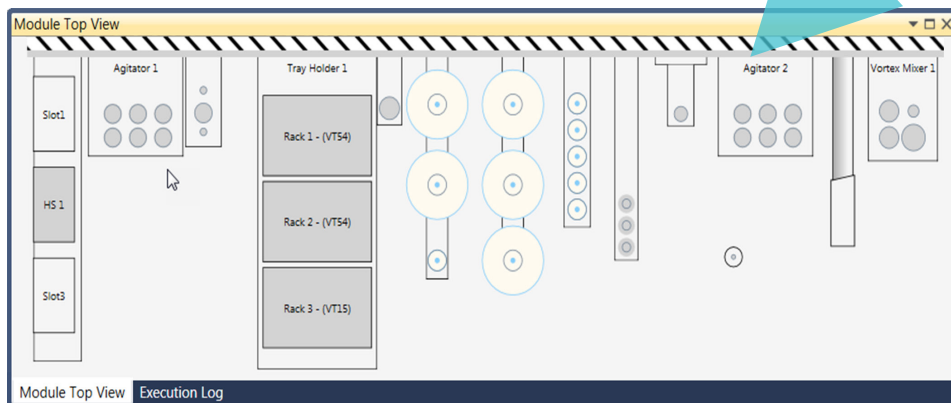 Module Top View
Agitator 1
Tray Holder 1
Agitator 2
Vortex Mixer 1
Slot1
HS 1
Slot3
Rack 1 - (VT54)
Rack 2 - (VT54)
Rack 3 - (VT15)
Module Top View
Execution Log